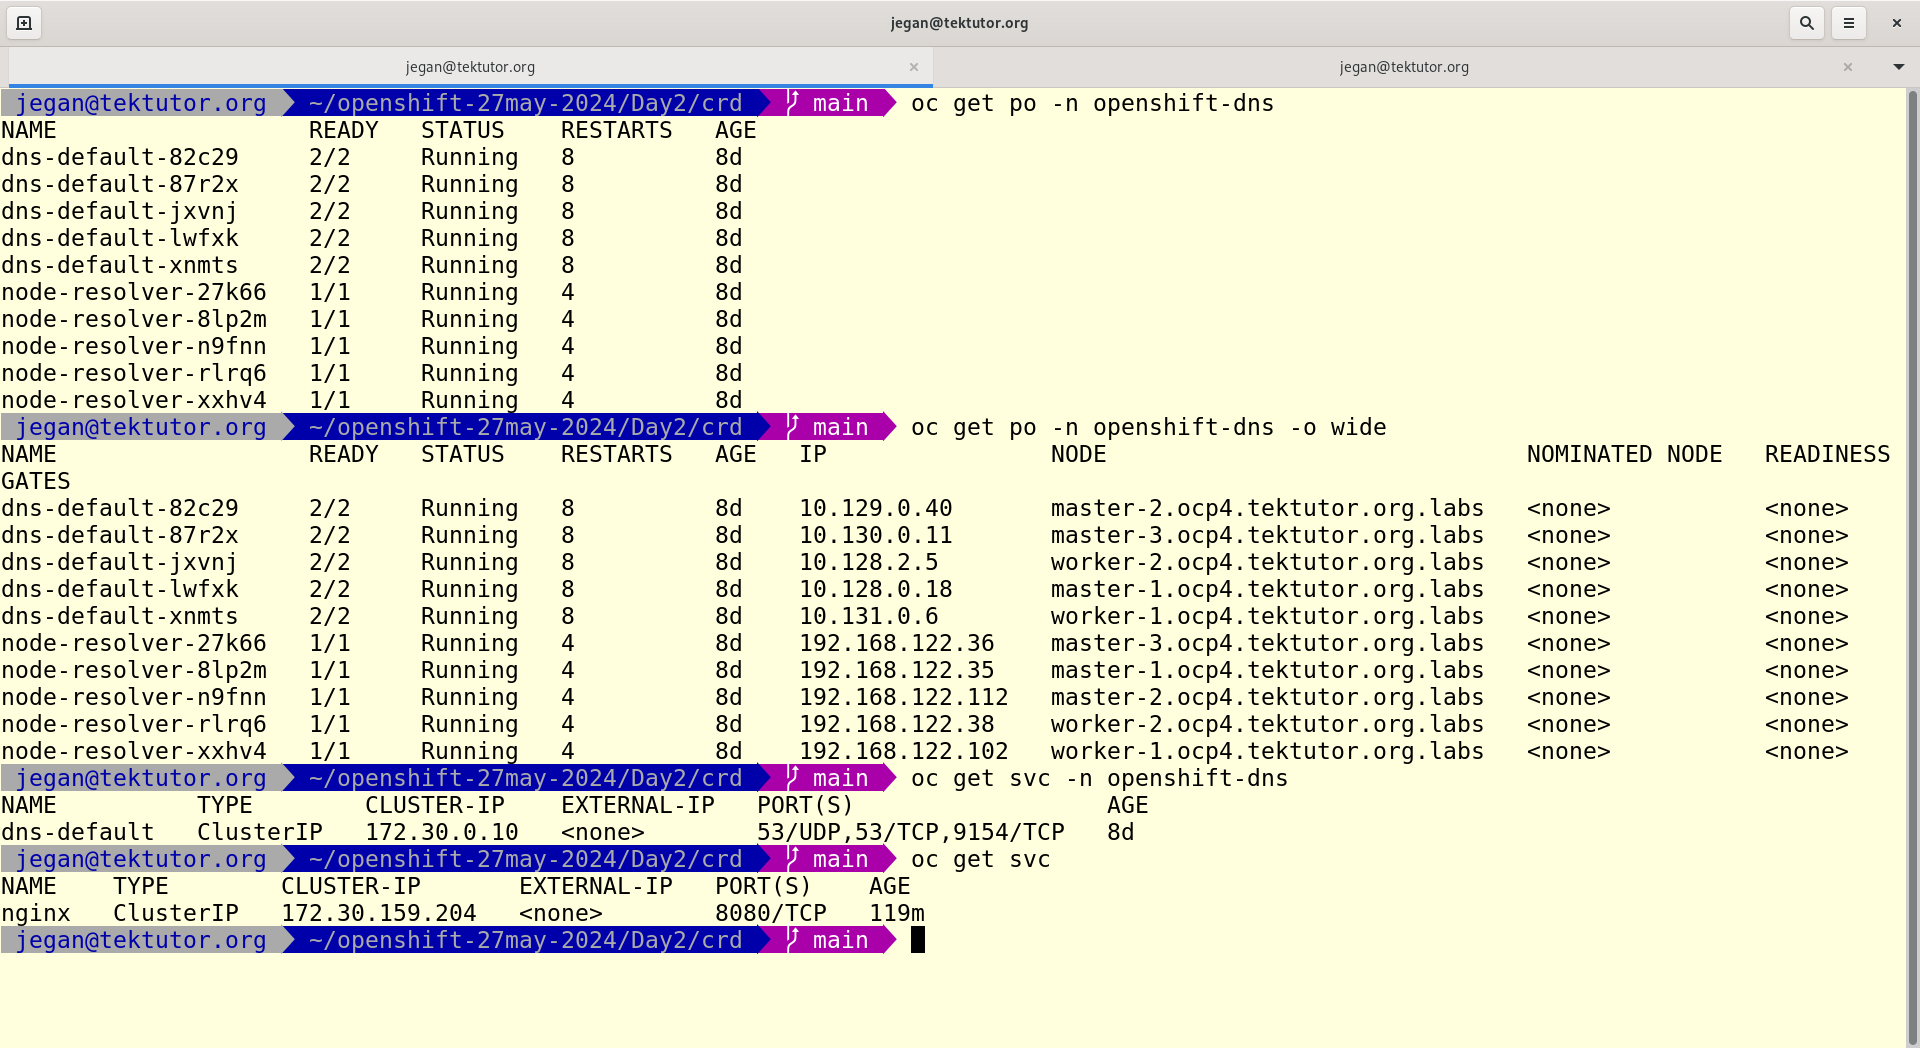 jegan@tektutor.org
jegan@tektutor.org jegan@tektutor.org
jegan@tektutor.org ~/openshift-27may-2024/Day2/crd main oc get po -n openshift-dns
NAME READY STATUS RESTARTS AGE
dns-default-82c29 2/2 Running 8 8d
dns-default-87r2x 2/2 Running 8 8d
dns-default-jxvnj 2/2 Running 8 8d
dns-default-lwfxk 2/2 Running 8 8d
dns-default-xnmts 2/2 Running 8 8d
node-resolver-27k66 1/1 Running 4 8d
node-resolver-8lp2m 1/1 Running 4 8d
node-resolver-n9fnn 1/1 Running 4 8d
node-resolver-rlrq6 1/1 Running 4 8d
node-resolver-xxhv4 1/1 Running 4 8d
jegan@tektutor.org ~/openshift-27may-2024/Day2/crd main oc get po -n openshift-dns -o wide
NAME READY STATUS RESTARTS AGE IP NODE NOMINATED NODE READINESS
GATES
dns-default-82c29 2/2 Running 8 8d 10.129.0.40 master-2.ocp4.tektutor.org.labs <none> <none>
dns-default-87r2x 2/2 Running 8 8d 10.130.0.11 master-3.ocp4.tektutor.org.labs <none> <none>
dns-default-jxvnj 2/2 Running 8 8d 10.128.2.5 worker-2.ocp4.tektutor.org.labs <none> <none>
dns-default-lwfxk 2/2 Running 8 8d 10.128.0.18 master-1.ocp4.tektutor.org.labs <none> <none>
dns-default-xnmts 2/2 Running 8 8d 10.131.0.6 worker-1.ocp4.tektutor.org.labs <none> <none>
node-resolver-27k66 1/1 Running 4 8d 192.168.122.36 master-3.ocp4.tektutor.org.labs <none> <none>
node-resolver-8lp2m 1/1 Running 4 8d 192.168.122.35 master-1.ocp4.tektutor.org.labs <none> <none>
node-resolver-n9fnn 1/1 Running 4 8d 192.168.122.112 master-2.ocp4.tektutor.org.labs <none> <none>
node-resolver-rlrq6 1/1 Running 4 8d 192.168.122.38 worker-2.ocp4.tektutor.org.labs <none> <none>
node-resolver-xxhv4 1/1 Running 4 8d 192.168.122.102 worker-1.ocp4.tektutor.org.labs <none> <none>
jegan@tektutor.org ~/openshift-27may-2024/Day2/crd main oc get svc -n openshift-dns
NAME TYPE CLUSTER-IP EXTERNAL-IP PORT(S) AGE
dns-default ClusterIP 172.30.0.10 <none> 53/UDP,53/TCP,9154/TCP 8d
jegan@tektutor.org ~/openshift-27may-2024/Day2/crd main oc get svc
NAME TYPE CLUSTER-IP EXTERNAL-IP PORT(S) AGE
nginx ClusterIP 172.30.159.204 <none> 8080/TCP 119m
jegan@tektutor.org ~/openshift-27may-2024/Day2/crd main